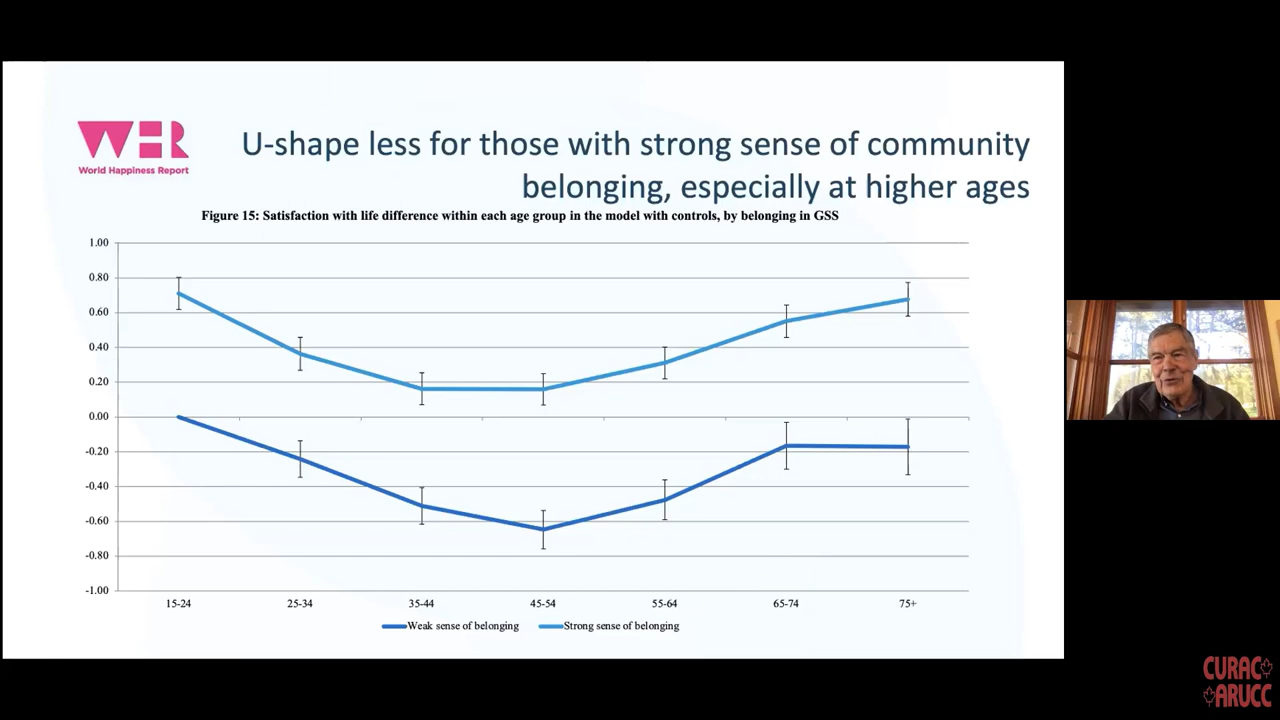 WHR
World Happiness Report
U-shape less for those with strong sense of community
belonging, especially at higher ages
Figure 15: Satisfaction with life difference within each age group in the model with controls, by belonging in GSS
1.00
0.80
0.60
0.40
0.20
0.00
-0.20
-0.40
-0.60
-0.80
-1.00
15-24 25-34 35-44 45-54 55-64 65-74 75+
Weak sense of belonging Strong sense of belonging
CURAC
ARUCC